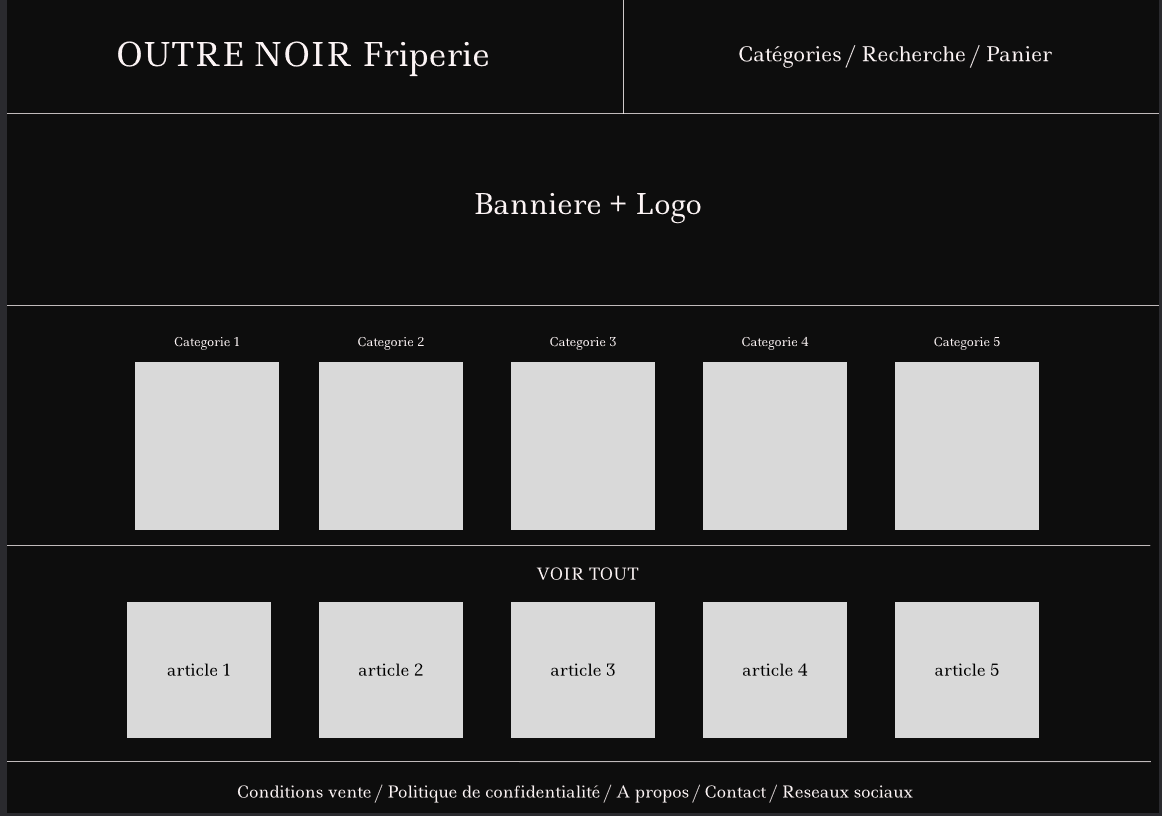 OUTRE NOIR Friperie
Catégories / Recherche / Panier
Banniere + Logo
Categorie 1
Categorie 2
Categorie 3
Categorie 4
Categorie 5
VOIR TOUT
article 1
article 2
article 3
article 4
article 5
Conditions vente / Politique de confidentialité / A propos / Contact / Reseaux sociaux